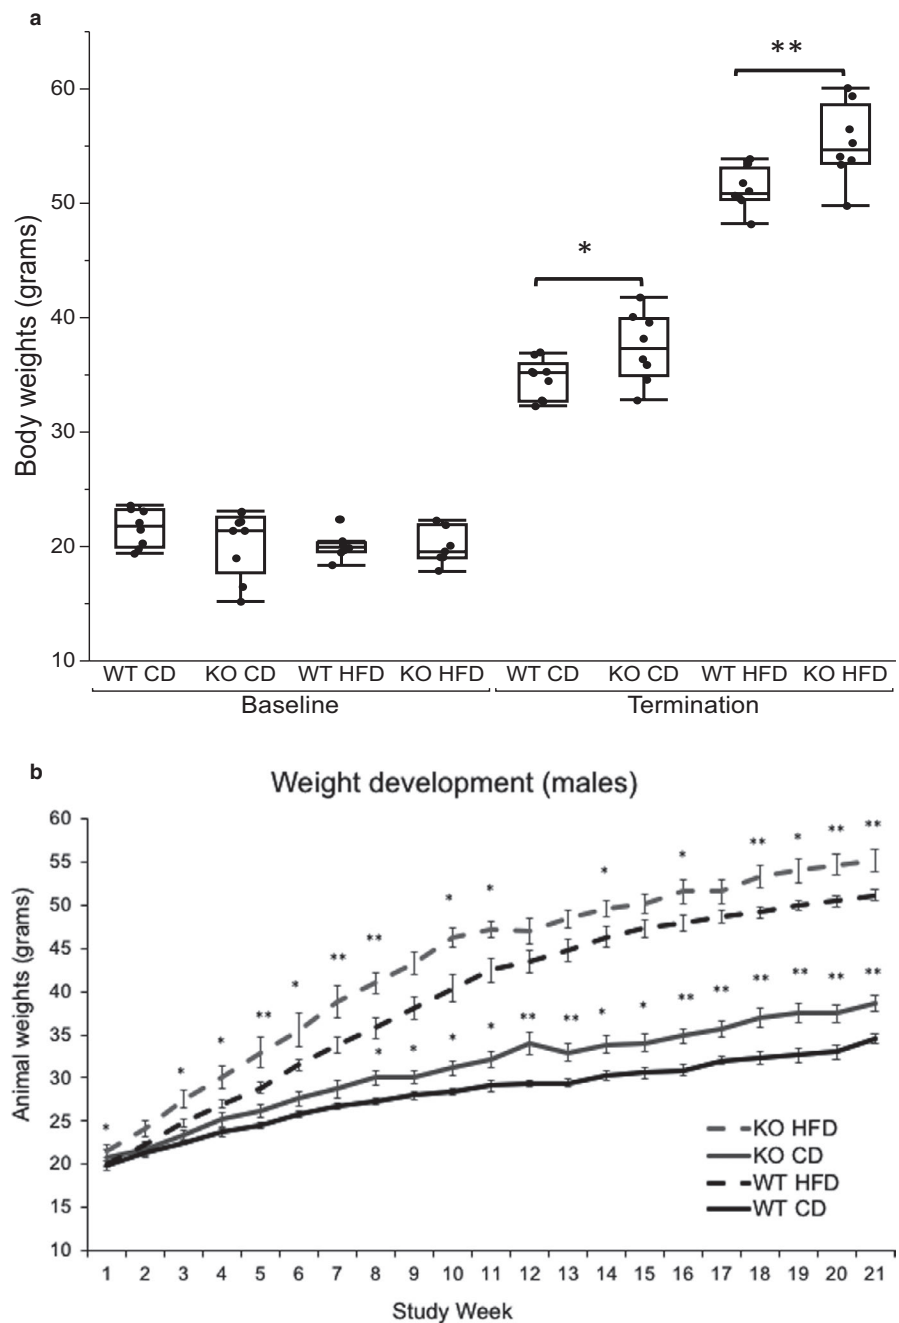 a
**
60
50
*
40
30
20
10
Body weights (grams)
WT CD KO CD WT HFD KO HFD WT CD KO CD WT HFD KO HFD
Baseline Termination
b
Weight development (males)
60
55
50
45
40
35
30
25
20
15
10
Animal weights (grams)
* * * ** * ** ** * * * * ** * ** **
* * * * ** ** * * ** ** ** ** ** **
KO HFD
KO CD
WT HFD
WT CD
1 2 3 4 5 6 7 8 9 10 11 12 13 14 15 16 17 18 19 20 21
Study Week